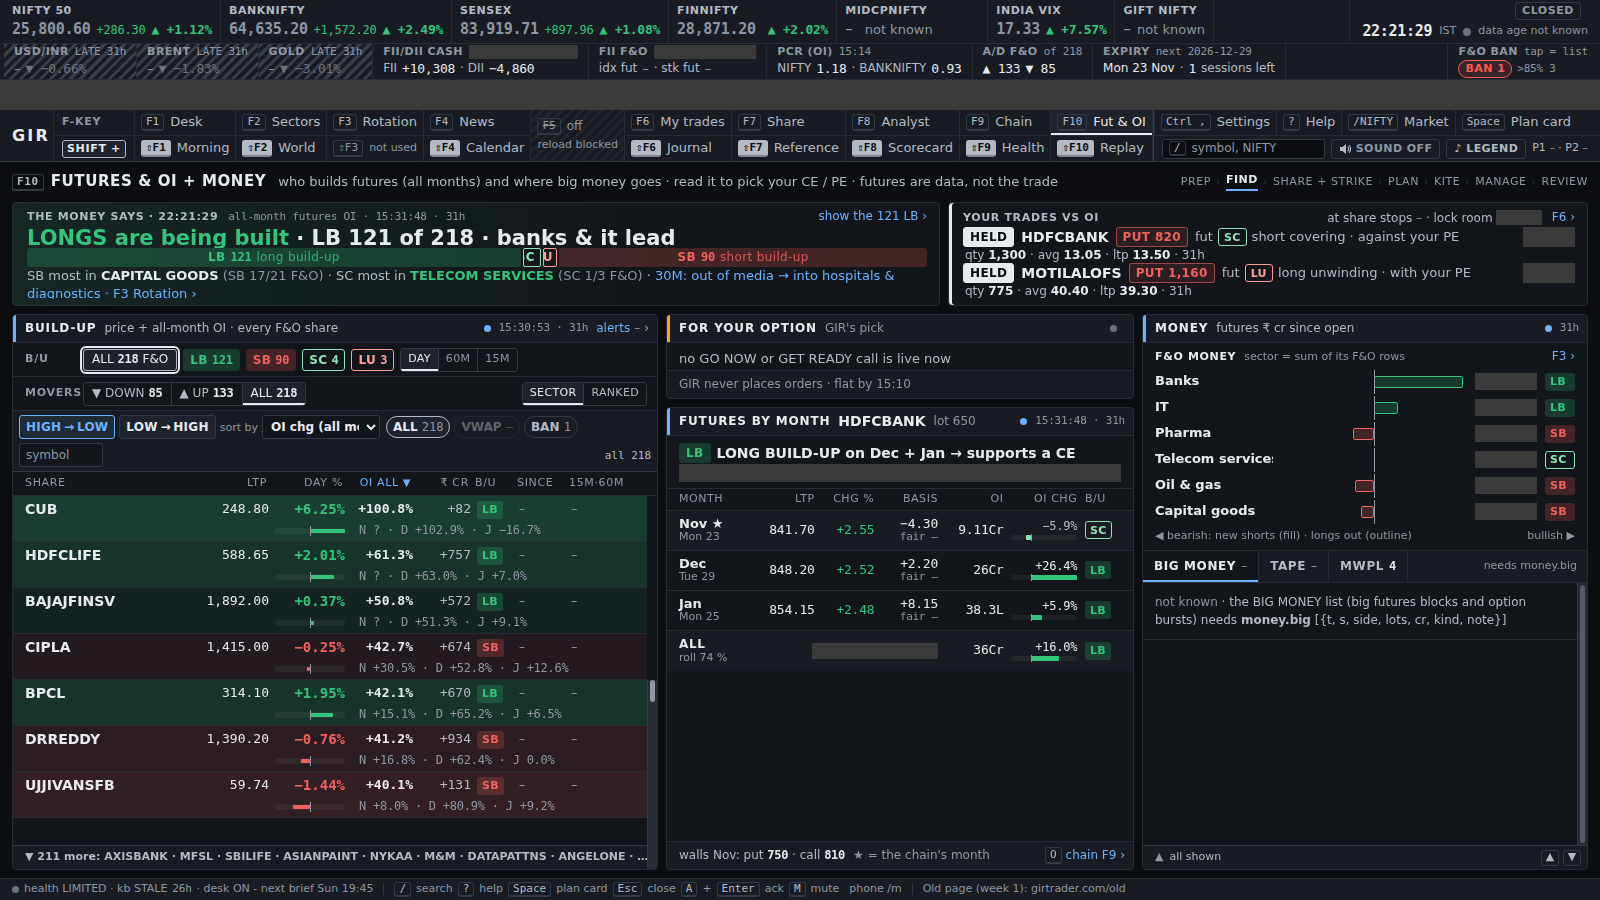 NIFTY 50
25,800.60 +286.30 ▲ +1.12%
BANKNIFTY
64,635.20 +1,572.20 ▲ +2.49%
SENSEX
83,919.71 +897.96 ▲ +1.08%
FINNIFTY
28,871.20 ▲ +2.02%
MIDCPNIFTY
– not known
INDIA VIX
17.33 ▲ +7.57%
GIFT NIFTY
– not known
CLOSED
22:21:29 IST ● data age not known
USD/INR LATE 31h
– ▼ −0.66%
BRENT LATE 31h
– ▼ −1.83%
GOLD LATE 31h
– ▼ −3.01%
FII/DII CASH
FII +10,308 · DII −4,860
FII F&O
idx fut – · stk fut –
PCR (OI) 15:14
NIFTY 1.18 · BANKNIFTY 0.93
A/D F&O of 218
▲ 133 ▼ 85
EXPIRY next 2026-12-29
Mon 23 Nov · 1 sessions left
F&O BAN tap = list
BAN 1 >85% 3
GIR
F-KEY
F1 Desk
F2 Sectors
F3 Rotation
F4 News
F5 off
reload blocked
F6 My trades
F7 Share
F8 Analyst
F9 Chain
F10 Fut & OI
Ctrl , Settings
? Help
/NIFTY Market
Space Plan card
SHIFT +
⇧F1 Morning
⇧F2 World
⇧F3 not used
⇧F4 Calendar
⇧F6 Journal
⇧F7 Reference
⇧F8 Scorecard
⇧F9 Health
⇧F10 Replay
/ symbol, NIFTY
SOUND OFF
♪ LEGEND
P1 – · P2 –
F10 FUTURES & OI + MONEY who builds futures (all months) and where big money goes · read it to pick your CE / PE · futures are data, not the trade
PREP › FIND › SHARE + STRIKE › PLAN › KITE › MANAGE › REVIEW
THE MONEY SAYS · 22:21:29 all-month futures OI · 15:31:48 · 31h
show the 121 LB ›
LONGS are being built · LB 121 of 218 · banks & it lead
LB 121 long build-up C U SB 90 short build-up
SB most in CAPITAL GOODS (SB 17/21 F&O) · SC most in TELECOM SERVICES (SC 1/3 F&O) · 30M: out of media → into hospitals &
diagnostics · F3 Rotation ›
YOUR TRADES VS OI
at share stops – · lock room
F6 ›
HELD HDFCBANK PUT 820 fut SC short covering · against your PE
qty 1,300 · avg 13.05 · ltp 13.50 · 31h
HELD MOTILALOFS PUT 1,160 fut LU long unwinding · with your PE
qty 775 · avg 40.40 · ltp 39.30 · 31h
BUILD-UP price + all-month OI · every F&O share
● 15:30:53 · 31h alerts – ›
B/U ALL 218 F&O LB 121 SB 90 SC 4 LU 3 DAY 60M 15M
MOVERS ▼ DOWN 85 ▲ UP 133 ALL 218 SECTOR RANKED
HIGH → LOW LOW → HIGH sort by OI chg (all mo ALL 218 VWAP – BAN 1
symbol
all 218
SHARE LTP DAY % OI ALL ▼ ₹ CR B/U SINCE 15M·60M
CUB 248.80 +6.25% +100.8% +82 LB – –
N ? · D +102.9% · J −16.7%
HDFCLIFE 588.65 +2.01% +61.3% +757 LB – –
N ? · D +63.0% · J +7.0%
BAJAJFINSV 1,892.00 +0.37% +50.8% +572 LB – –
N ? · D +51.3% · J +9.1%
CIPLA 1,415.00 −0.25% +42.7% +674 SB – –
N +30.5% · D +52.8% · J +12.6%
BPCL 314.10 +1.95% +42.1% +670 LB – –
N +15.1% · D +65.2% · J +6.5%
DRREDDY 1,390.20 −0.76% +41.2% +934 SB – –
N +16.8% · D +62.4% · J 0.0%
UJJIVANSFB 59.74 −1.44% +40.1% +131 SB – –
N +8.0% · D +80.9% · J +9.2%
▼ 211 more: AXISBANK · MFSL · SBILIFE · ASIANPAINT · NYKAA · M&M · DATAPATTNS · ANGELONE · …
FOR YOUR OPTION GIR's pick
no GO NOW or GET READY call is live now
GIR never places orders · flat by 15:10
FUTURES BY MONTH HDFCBANK lot 650
● 15:31:48 · 31h
LB LONG BUILD-UP on Dec + Jan → supports a CE
MONTH LTP CHG % BASIS OI OI CHG B/U
Nov ★ 841.70 +2.55 −4.30 9.11Cr −5.9% SC
Mon 23 fair –
Dec 848.20 +2.52 +2.20 26Cr +26.4% LB
Tue 29 fair –
Jan 854.15 +2.48 +8.15 38.3L +5.9% LB
Mon 25 fair –
ALL 36Cr +16.0% LB
roll 74 %
walls Nov: put 750 · call 810 ★ = the chain's month
O chain F9 ›
MONEY futures ₹ cr since open
● 31h
F&O MONEY sector = sum of its F&O rows
F3 ›
Banks LB
IT LB
Pharma SB
Telecom services SC
Oil & gas SB
Capital goods SB
◀ bearish: new shorts (fill) · longs out (outline)
bullish ▶
BIG MONEY – TAPE – MWPL 4
needs money.big
not known · the BIG MONEY list (big futures blocks and option
bursts) needs money.big [{t, s, side, lots, cr, kind, note}]
▲ all shown
▲ ▼
● health LIMITED · kb STALE 26h · desk ON - next brief Sun 19:45 | / search ? help Space plan card Esc close A + Enter ack M mute phone /m | Old page (week 1): girtrader.com/old